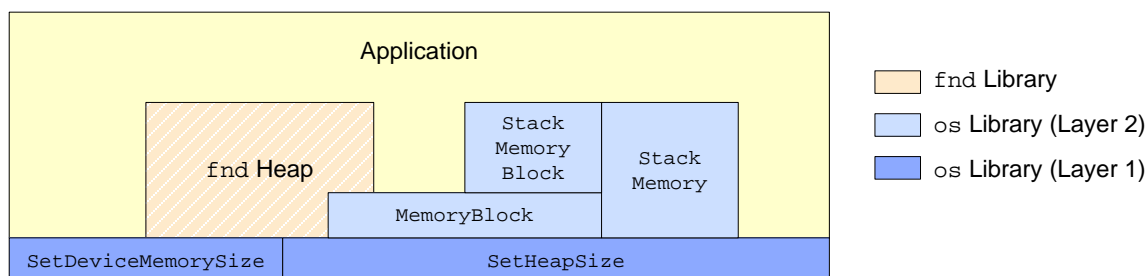 Application
fnd Library
os Library (Layer 2)
os Library (Layer 1)
fnd Heap
Stack
Memory
Block
Stack
Memory
MemoryBlock
SetDeviceMemorySize
SetHeapSize